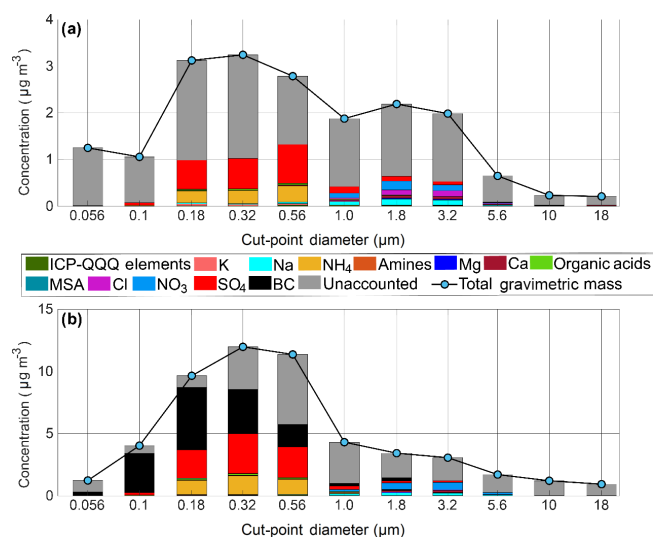 4
(a)
3
2
1
0
Concentration ( µg m⁻³ )
0.056 0.1 0.18 0.32 0.56 1.0 1.8 3.2 5.6 10 18
Cut-point diameter (µm)
ICP-QQQ elements K Na NH₄ Amines Mg Ca Organic acids
MSA Cl NO₃ SO₄ BC Unaccounted Total gravimetric mass
15
(b)
10
5
0
Concentration ( µg m⁻³ )
0.056 0.1 0.18 0.32 0.56 1.0 1.8 3.2 5.6 10 18
Cut-point diameter (µm)